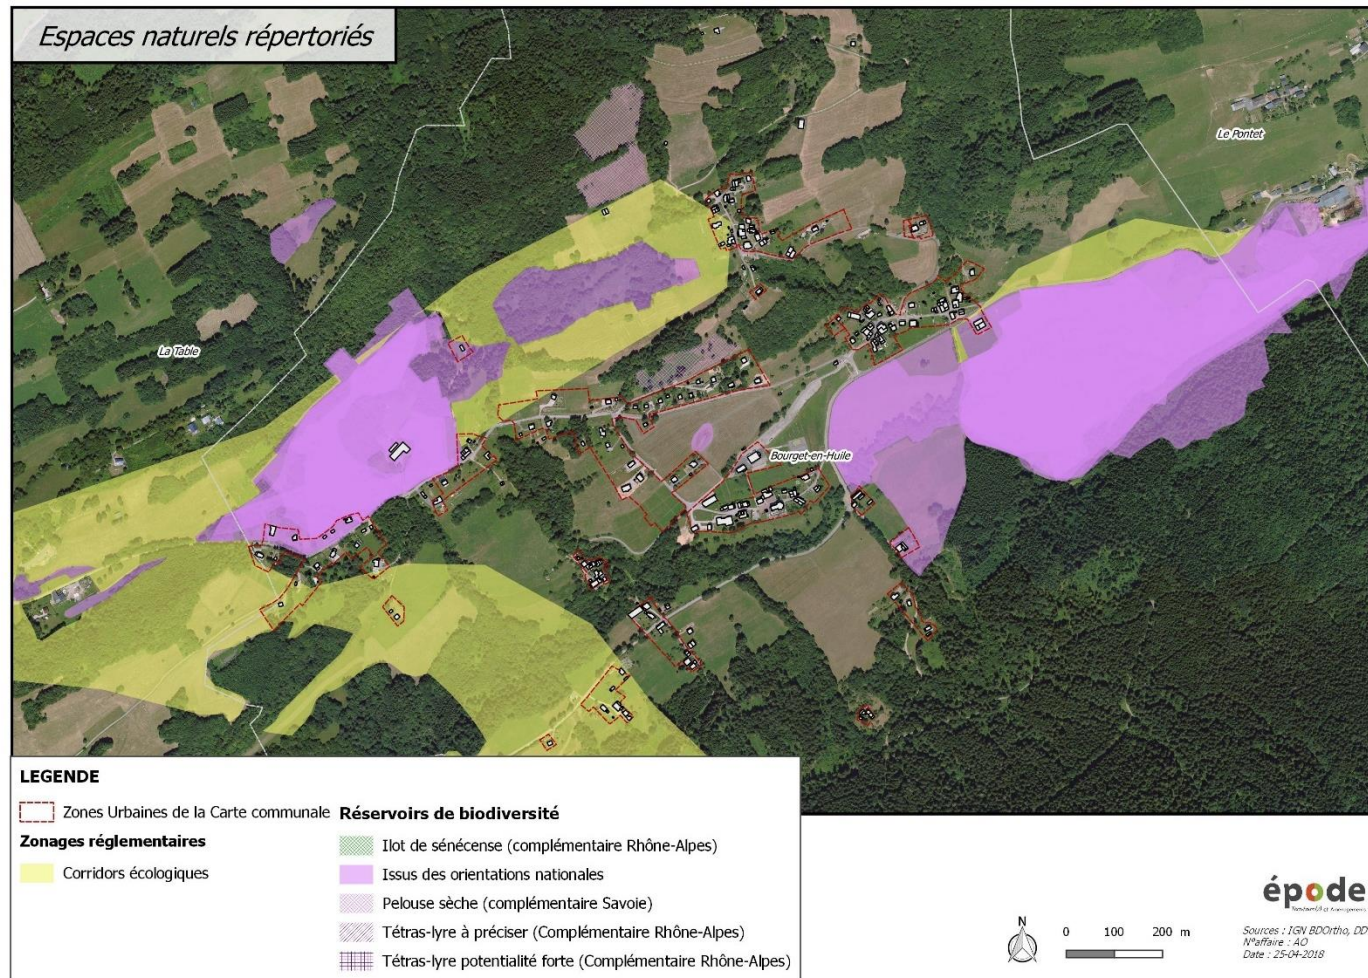 Espaces naturels répertoriés
Le Pontet
La Table
Bourget-en-Huile
LEGENDE
Zones Urbaines de la Carte communale
Zonages réglementaires
Corridors écologiques
Réservoirs de biodiversité
Ilot de sénécense (complémentaire Rhône-Alpes)
Issus des orientations nationales
Pelouse sèche (complémentaire Savoie)
Tétras-lyre à préciser (Complémentaire Rhône-Alpes)
Tétras-lyre potentialité forte (Complémentaire Rhône-Alpes)
N
0 100 200 m
épode
Sources : IGN BDOrtho, DD
N°affaire : AO
Date : 25-04-2018